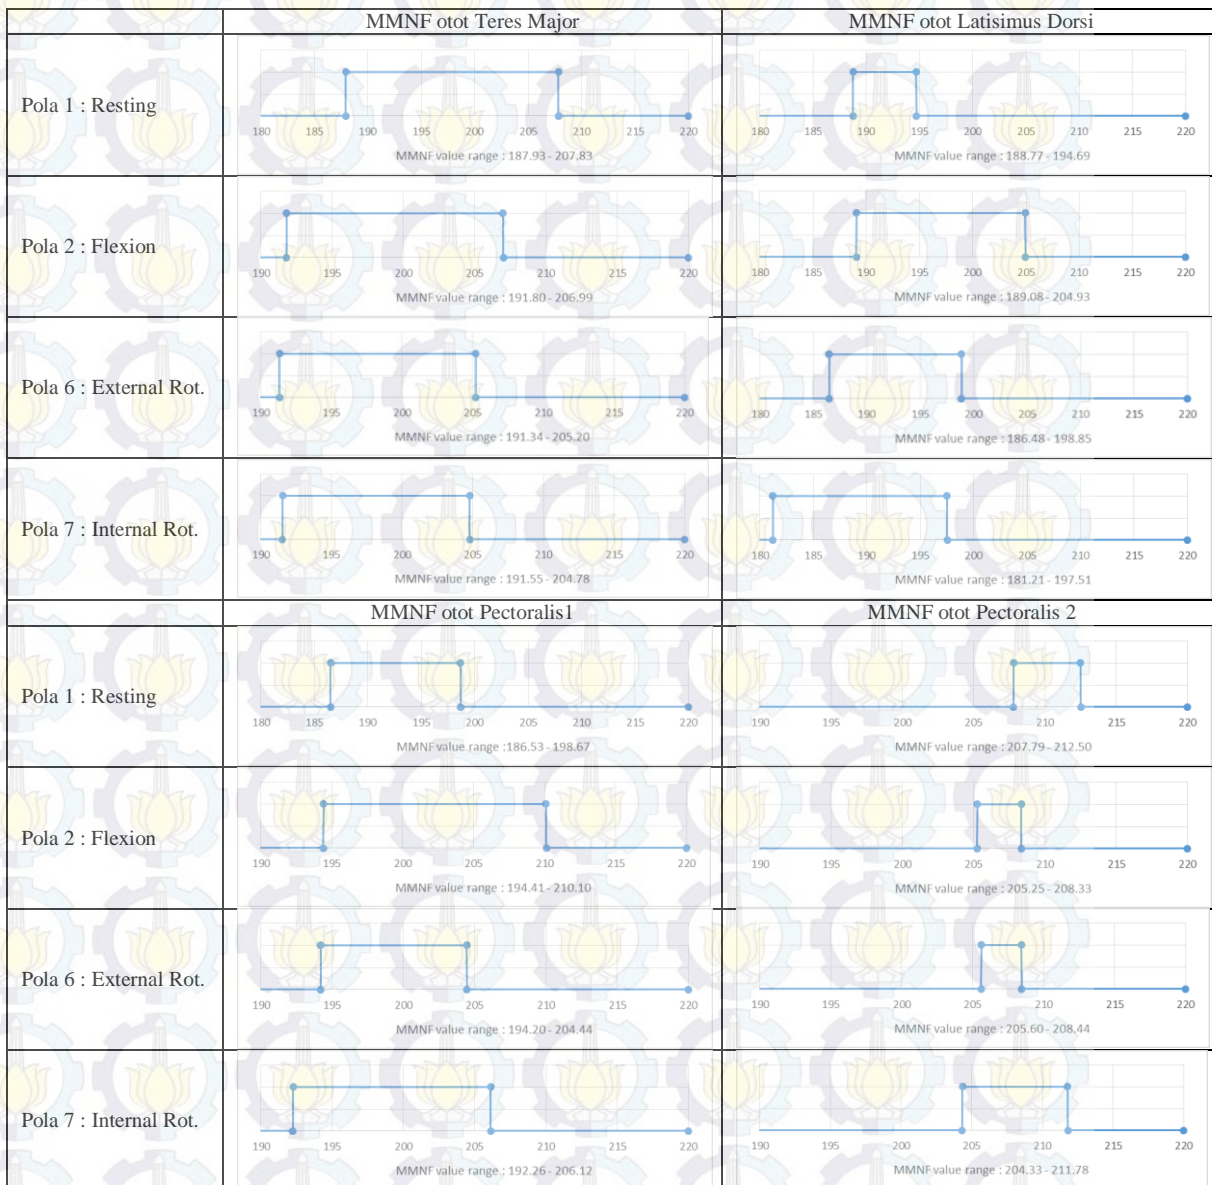 MMNF otot Teres Major MMNF otot Latisimus Dorsi
Pola 1 : Resting
180 185 190 195 200 205 210 215 220
MMNF value range : 187.93 - 207.83
180 185 190 195 200 205 210 215 220
MMNF value range : 188.77 - 194.69
Pola 2 : Flexion
190 195 200 205 210 215 220
MMNF value range : 191.80 - 206.99
180 185 190 195 200 205 210 215 220
MMNF value range : 189.08 - 204.93
Pola 6 : External Rot.
190 195 200 205 210 215 220
MMNF value range : 191.34 - 205.20
180 185 190 195 200 205 210 215 220
MMNF value range : 186.48 - 198.85
Pola 7 : Internal Rot.
190 195 200 205 210 215 220
MMNF value range : 191.55 - 204.78
180 185 190 195 200 205 210 215 220
MMNF value range : 181.21 - 197.51
MMNF otot Pectoralis1 MMNF otot Pectoralis 2
Pola 1 : Resting
180 185 190 195 200 205 210 215 220
MMNF value range :186.53 - 198.67
190 195 200 205 210 215 220
MMNF value range : 207.79 - 212.50
Pola 2 : Flexion
190 195 200 205 210 215 220
MMNF value range : 194.41 - 210.10
190 195 200 205 210 215 220
MMNF value range : 205.25 - 208.33
Pola 6 : External Rot.
190 195 200 205 210 215 220
MMNF value range : 194.20 - 204.44
190 195 200 205 210 215 220
MMNF value range : 205.60 - 208.44
Pola 7 : Internal Rot.
190 195 200 205 210 215 220
MMNF value range : 192.26 - 206.12
190 195 200 205 210 215 220
MMNF value range : 204.33 - 211.78